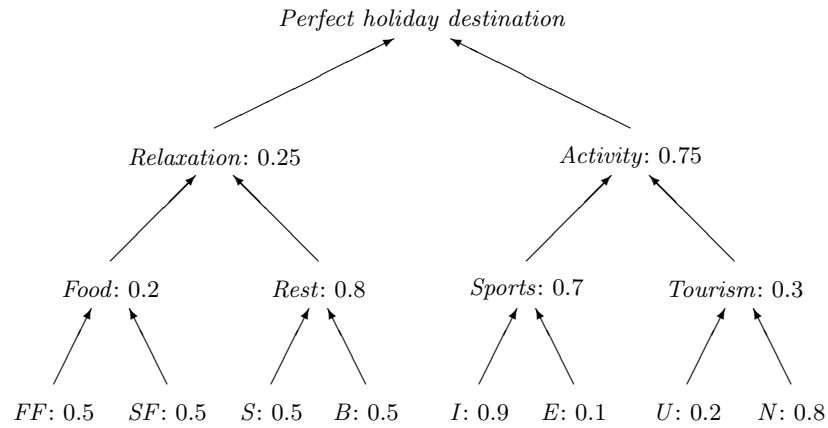 Perfect holiday destination
Relaxation: 0.25 Activity: 0.75
Food: 0.2 Rest: 0.8 Sports: 0.7 Tourism: 0.3
FF: 0.5 SF: 0.5 S: 0.5 B: 0.5 I: 0.9 E: 0.1 U: 0.2 N: 0.8